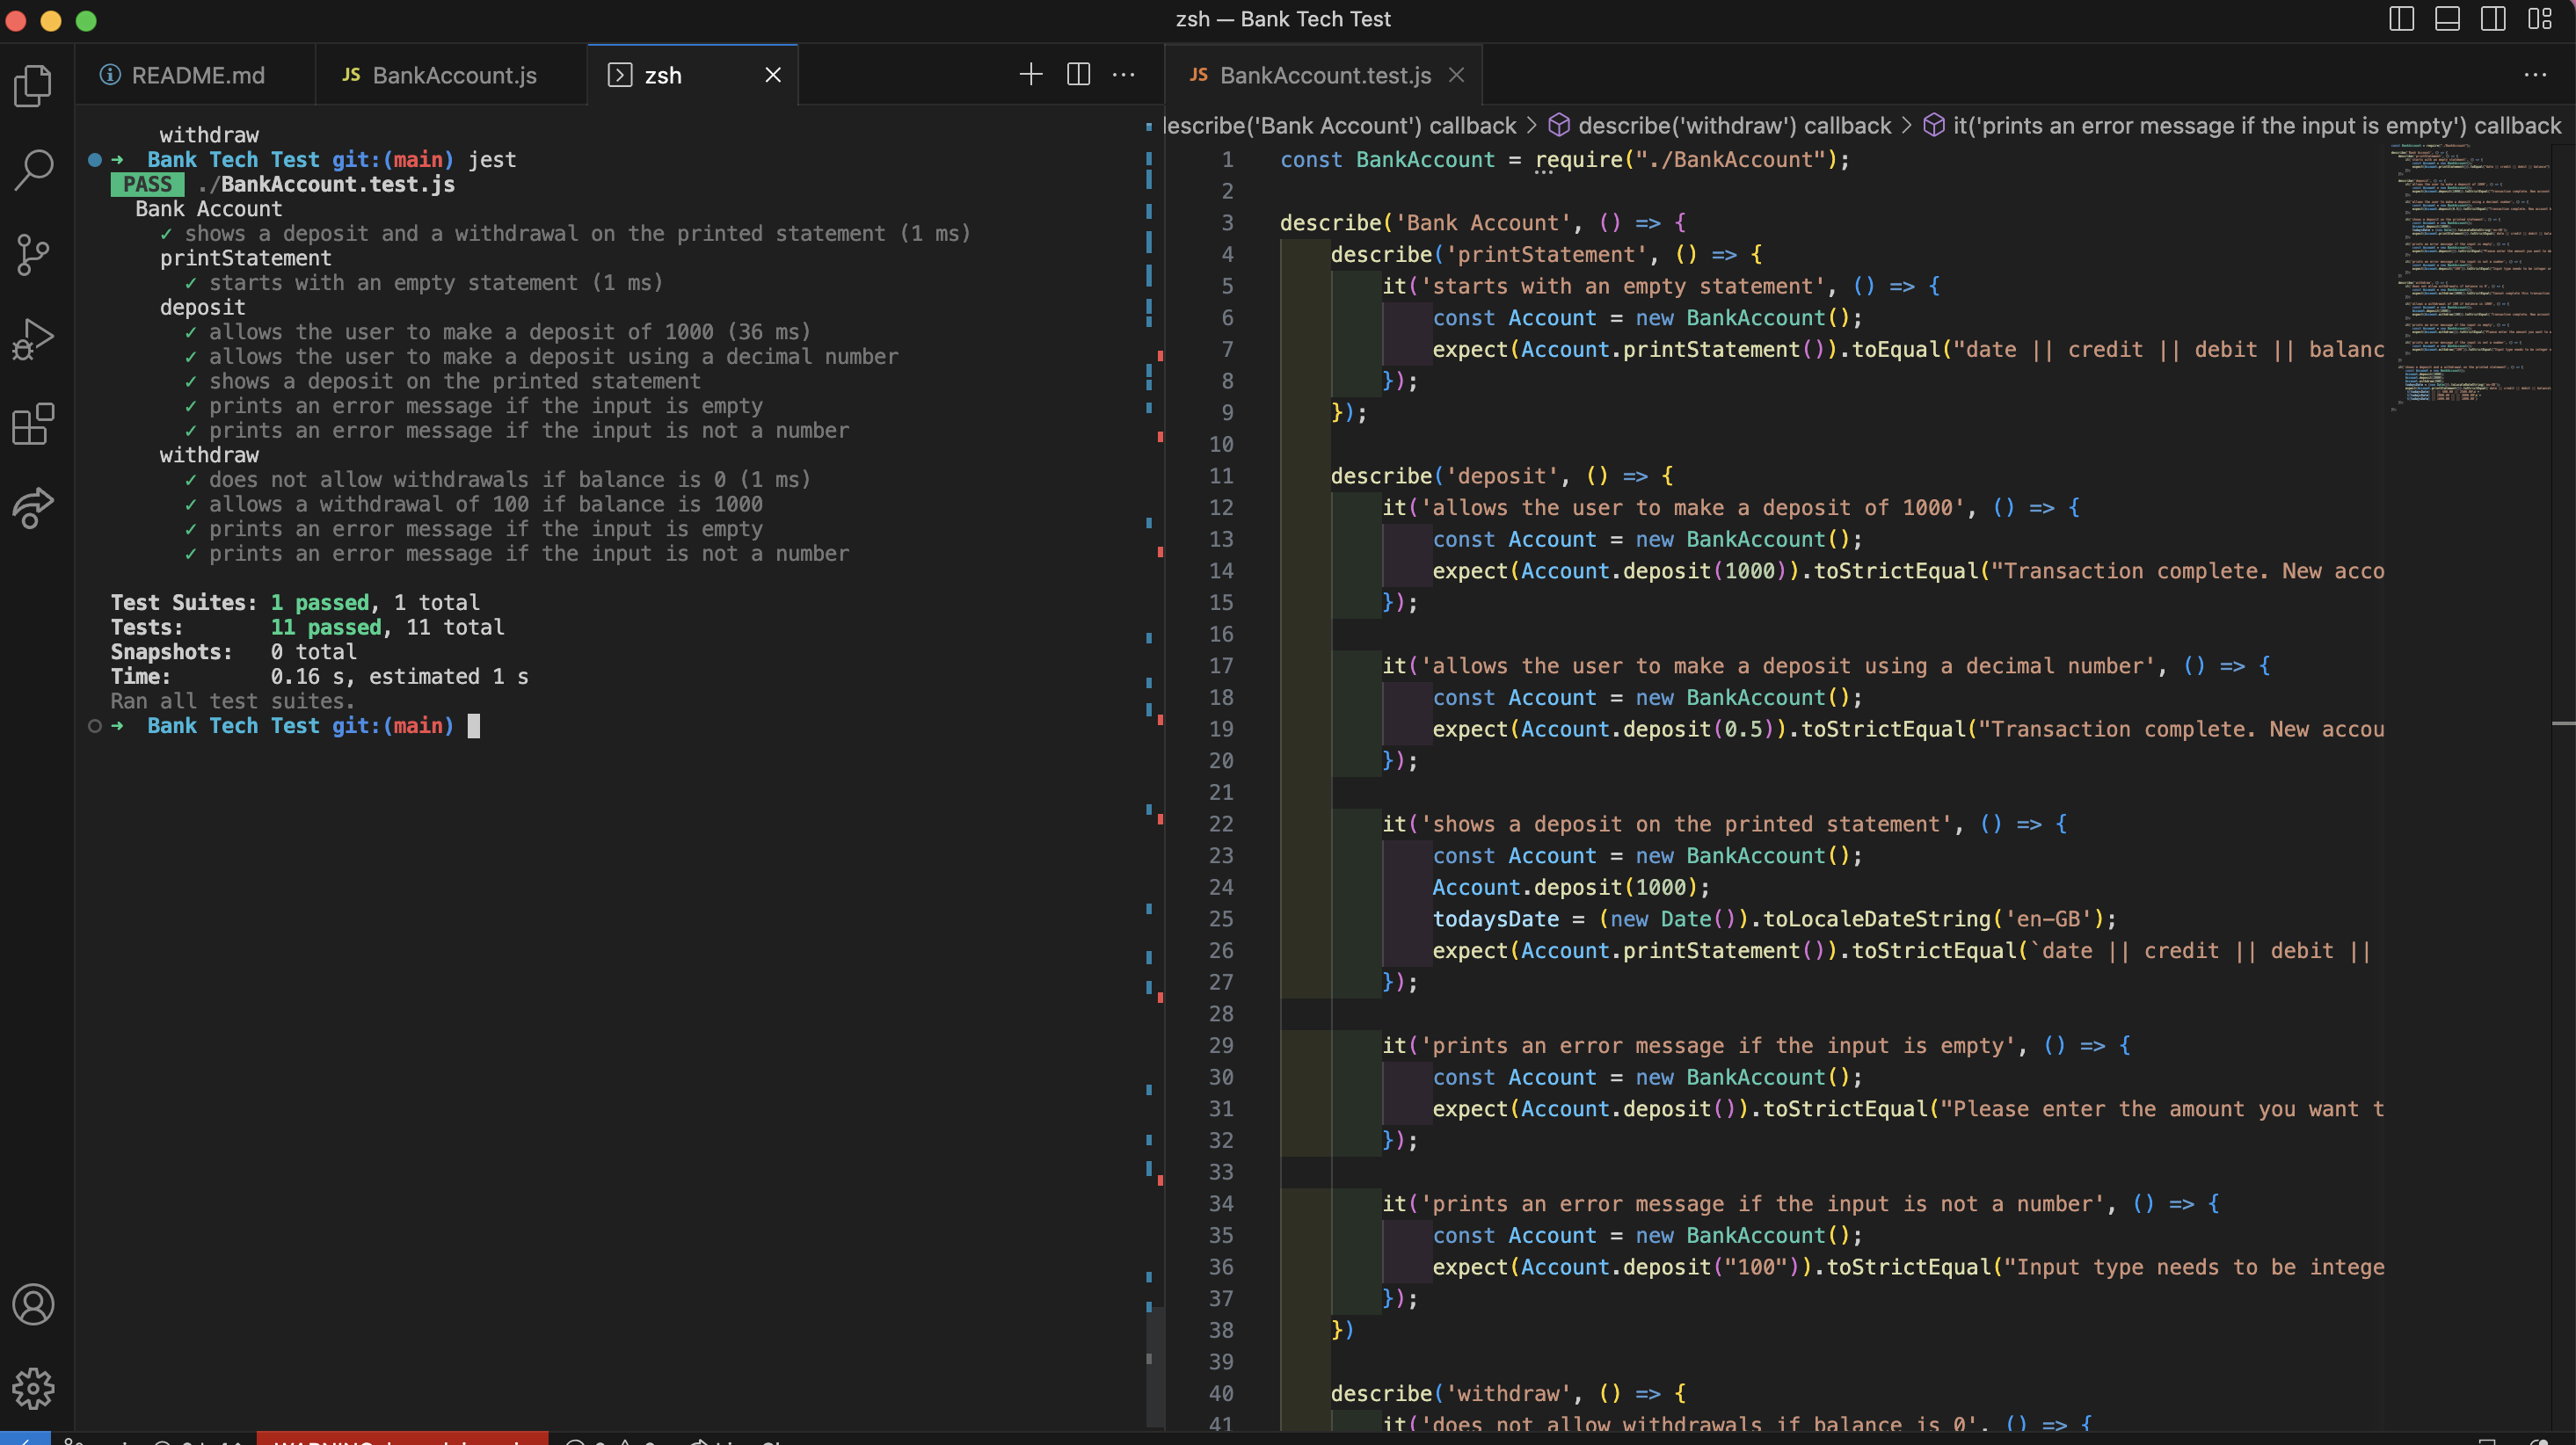 zsh — Bank Tech Test
README.md
JS BankAccount.js
zsh
withdraw
➜ Bank Tech Test git:(main) jest
PASS ./BankAccount.test.js
Bank Account
✓ shows a deposit and a withdrawal on the printed statement (1 ms)
printStatement
✓ starts with an empty statement (1 ms)
deposit
✓ allows the user to make a deposit of 1000 (36 ms)
✓ allows the user to make a deposit using a decimal number
✓ shows a deposit on the printed statement
✓ prints an error message if the input is empty
✓ prints an error message if the input is not a number
withdraw
✓ does not allow withdrawals if balance is 0 (1 ms)
✓ allows a withdrawal of 100 if balance is 1000
✓ prints an error message if the input is empty
✓ prints an error message if the input is not a number
Test Suites: 1 passed, 1 total
Tests: 11 passed, 11 total
Snapshots: 0 total
Time: 0.16 s, estimated 1 s
Ran all test suites.
➜ Bank Tech Test git:(main)
JS BankAccount.test.js
escribe('Bank Account') callback > describe('withdraw') callback > it('prints an error message if the input is empty') callback
1 const BankAccount = require("./BankAccount");
2
3 describe('Bank Account', () => {
4 describe('printStatement', () => {
5 it('starts with an empty statement', () => {
6 const Account = new BankAccount();
7 expect(Account.printStatement()).toEqual("date || credit || debit || balanc
8 });
9 });
10
11 describe('deposit', () => {
12 it('allows the user to make a deposit of 1000', () => {
13 const Account = new BankAccount();
14 expect(Account.deposit(1000)).toStrictEqual("Transaction complete. New acco
15 });
16
17 it('allows the user to make a deposit using a decimal number', () => {
18 const Account = new BankAccount();
19 expect(Account.deposit(0.5)).toStrictEqual("Transaction complete. New accou
20 });
21
22 it('shows a deposit on the printed statement', () => {
23 const Account = new BankAccount();
24 Account.deposit(1000);
25 todaysDate = (new Date()).toLocaleDateString('en-GB');
26 expect(Account.printStatement()).toStrictEqual(`date || credit || debit ||
27 });
28
29 it('prints an error message if the input is empty', () => {
30 const Account = new BankAccount();
31 expect(Account.deposit()).toStrictEqual("Please enter the amount you want t
32 });
33
34 it('prints an error message if the input is not a number', () => {
35 const Account = new BankAccount();
36 expect(Account.deposit("100")).toStrictEqual("Input type needs to be intege
37 });
38 })
39
40 describe('withdraw', () => {
41 it('does not allow withdrawals if balance is 0', () => {